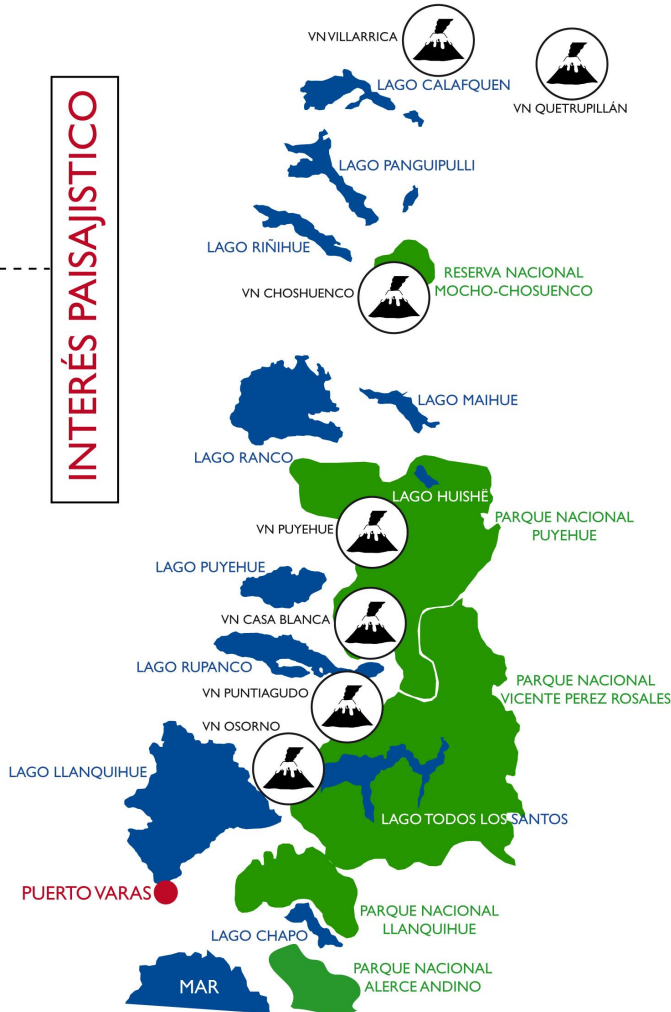 VN VILLARRICA
LAGO CALAFQUEN
VN QUETRUPILLÁN
INTERÉS PAISAJISTICO
LAGO PANGUIPULLI
LAGO RIÑIHUE
RESERVA NACIONAL
MOCHO-CHOSUENCO
VN CHOSHUENCO
LAGO MAIHUE
LAGO RANCO
LAGO HUISHË
PARQUE NACIONAL
PUYEHUE
VN PUYEHUE
LAGO PUYEHUE
VN CASA BLANCA
LAGO RUPANCO
PARQUE NACIONAL
VICENTE PEREZ ROSALES
VN PUNTIAGUDO
VN OSORNO
LAGO LLANQUIHUE
LAGO TODOS LOS SANTOS
PUERTO VARAS
PARQUE NACIONAL
LLANQUIHUE
LAGO CHAPO
PARQUE NACIONAL
ALERCE ANDINO
MAR